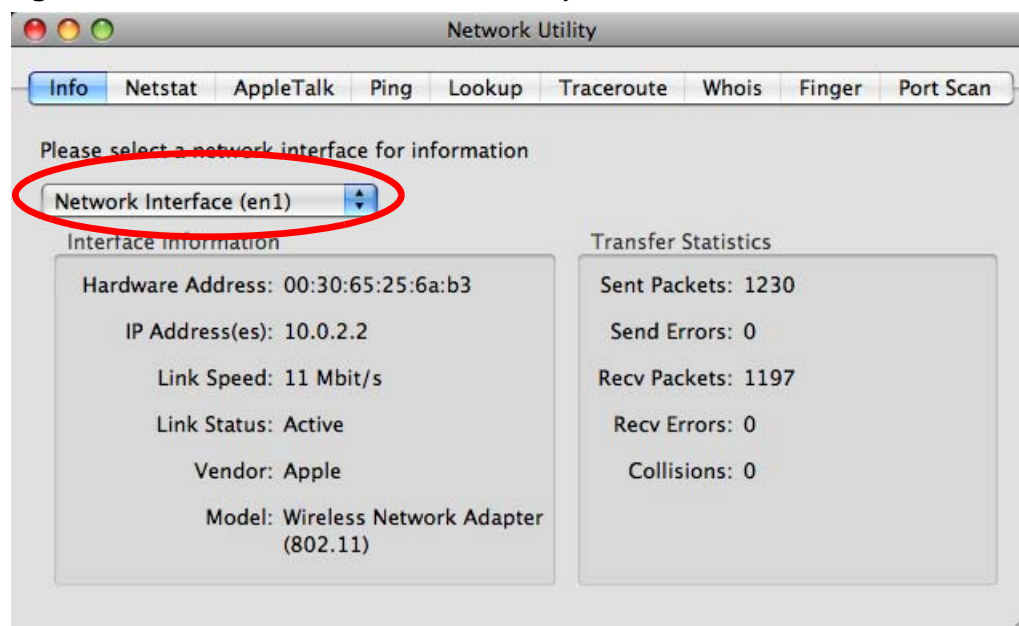 Network Utility
Info Netstat AppleTalk Ping Lookup Traceroute Whois Finger Port Scan
Please select a network interface for information
Network Interface (en1)
Interface Information
Hardware Address: 00:30:65:25:6a:b3
IP Address(es): 10.0.2.2
Link Speed: 11 Mbit/s
Link Status: Active
Vendor: Apple
Model: Wireless Network Adapter
(802.11)
Transfer Statistics
Sent Packets: 1230
Send Errors: 0
Recv Packets: 1197
Recv Errors: 0
Collisions: 0